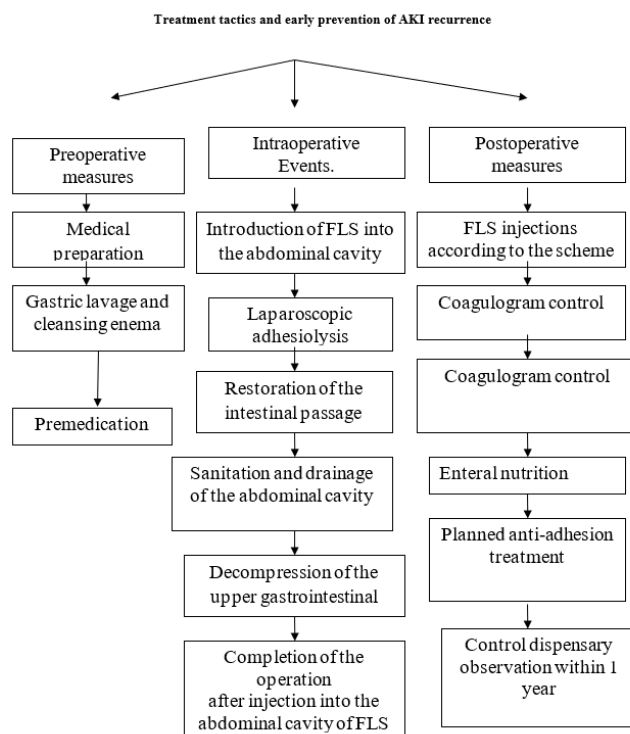 Treatment tactics and early prevention of AKI recurrence
Preoperative
measures
Medical
preparation
Gastric lavage and
cleansing enema
Premedication
Intraoperative
Events.
Introduction of FLS into
the abdominal cavity
Laparoscopic
adhesiolysis
Restoration of the
intestinal passage
Sanitation and drainage
of the abdominal cavity
Decompression of the
upper gastrointestinal
Completion of the
operation
after injection into the
abdominal cavity of FLS
Postoperative
measures
FLS injections
according to the scheme
Coagulogram control
Coagulogram control
Enteral nutrition
Planned anti-adhesion
treatment
Control dispensary
observation within 1
year